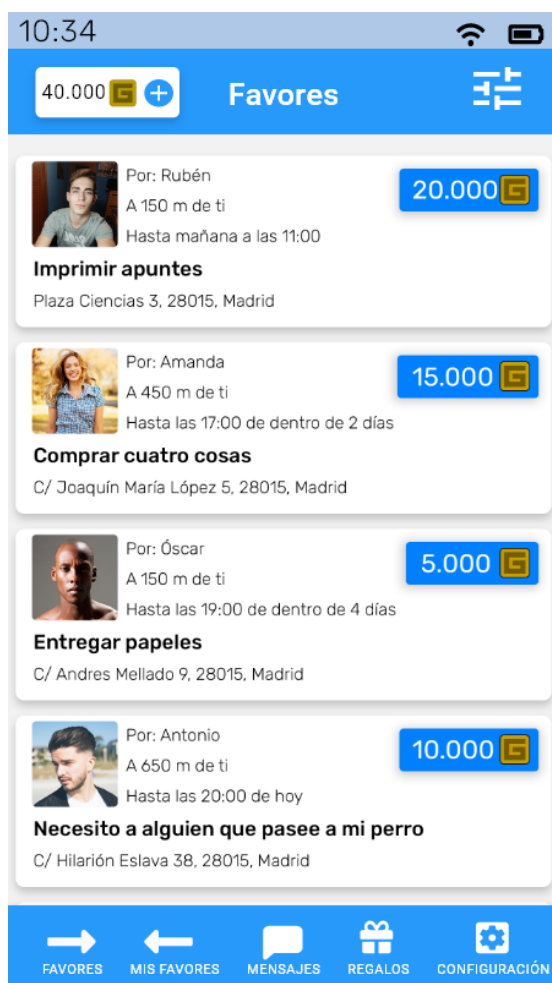 10:34
40.000 G
Favores
Por: Rubén
20.000 G
A 150 m de ti
Hasta mañana a las 11:00
Imprimir apuntes
Plaza Ciencias 3, 28015, Madrid
Por: Amanda
15.000 G
A 450 m de ti
Hasta las 17:00 de dentro de 2 días
Comprar cuatro cosas
C/ Joaquín María López 5, 28015, Madrid
Por: Óscar
5.000 G
A 150 m de ti
Hasta las 19:00 de dentro de 4 días
Entregar papeles
C/ Andres Mellado 9, 28015, Madrid
Por: Antonio
10.000 G
A 650 m de ti
Hasta las 20:00 de hoy
Necesito a alguien que pasee a mi perro
C/ Hilarión Eslava 38, 28015, Madrid
FAVORES MIS FAVORES MENSAJES REGALOS CONFIGURACIÓN